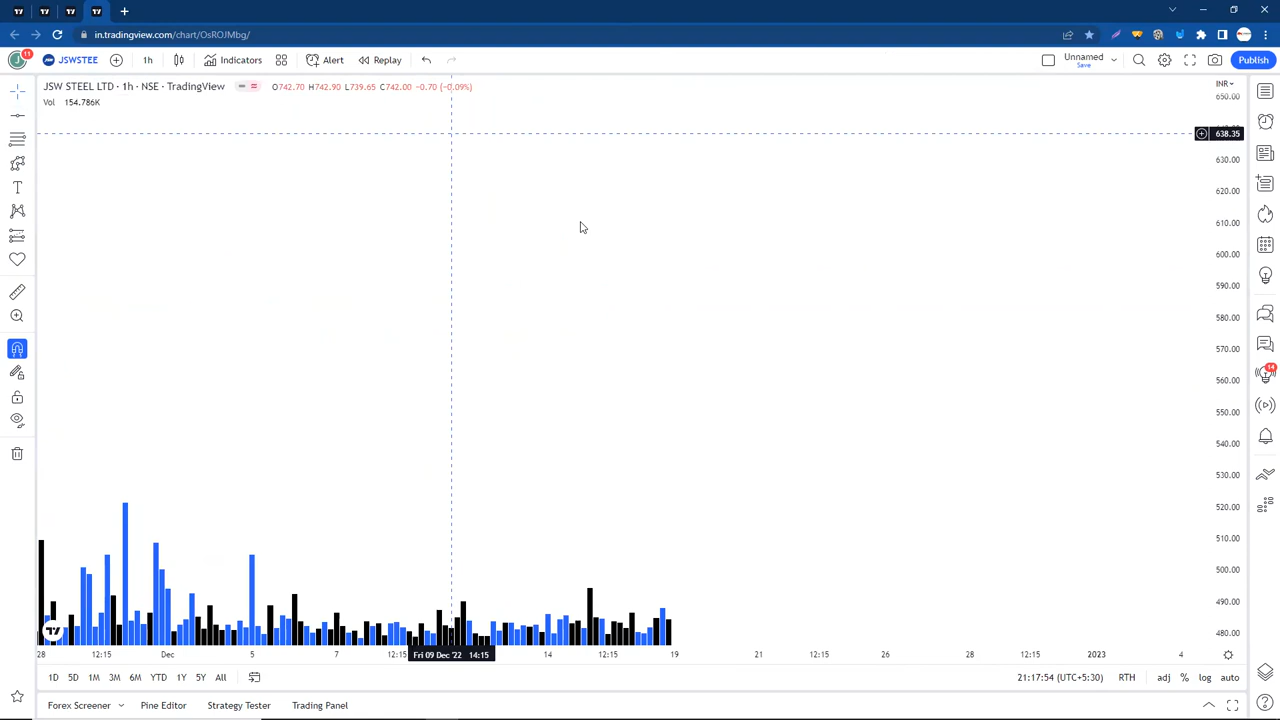 in.tradingview.com/chart/OsROJMbg/
J 11 JSWSTEE 1h Indicators Alert Replay Unnamed Save Publish
JSW STEEL LTD · 1h · NSE · TradingView O742.70 H742.90 L739.65 C742.00 −0.70 (−0.09%)
INR
Vol 154.786K
650.00
638.35
630.00
620.00
610.00
600.00
590.00
580.00
570.00
560.00
550.00
540.00
530.00
520.00
510.00
500.00
490.00
480.00
14
28 12:15 Dec 5 7 12:15 Fri 09 Dec '22 14:15 14 12:15 19 21 12:15 26 28 12:15 2023 4
1D 5D 1M 3M 6M YTD 1Y 5Y All 21:17:54 (UTC+5:30) RTH adj % log auto
Forex Screener Pine Editor Strategy Tester Trading Panel